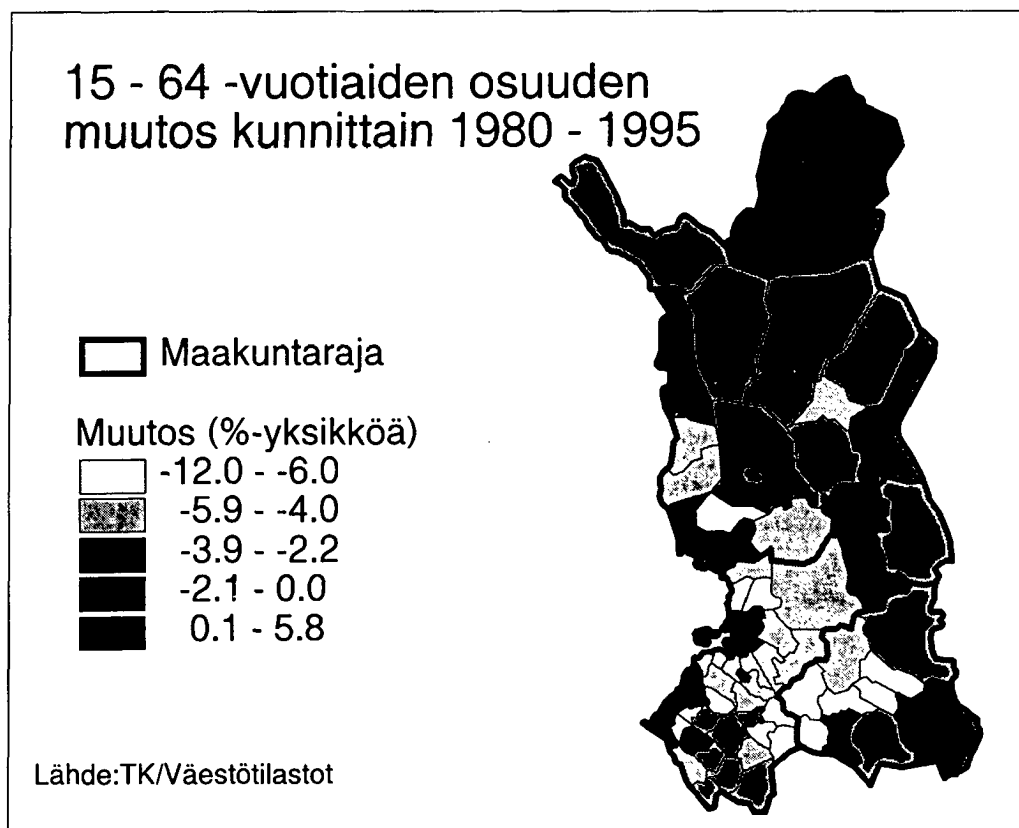 15 - 64 -vuotiaiden osuuden
muutos kunnittain 1980 - 1995
Maakuntaraja
Muutos (%-yksikköä)
-12.0 - -6.0
-5.9 - -4.0
-3.9 - -2.2
-2.1 - 0.0
0.1 - 5.8
Lähde:TK/Väestötilastot